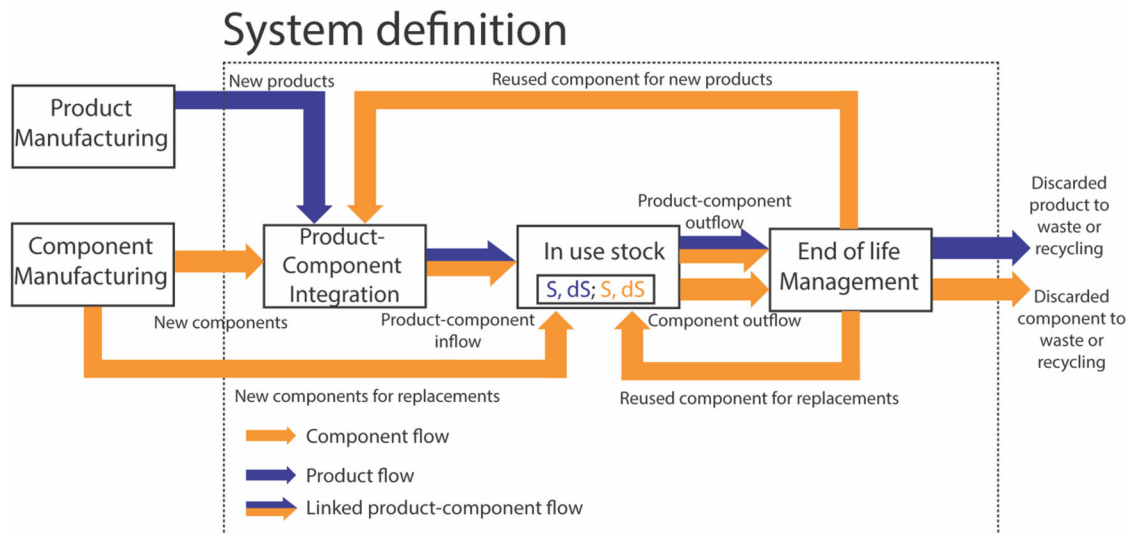 System definition
New products
Reused component for new products
Product
Manufacturing
Component
Manufacturing
New components
Product-
Component
Integration
Product-component
inflow
In use stock
S, dS; S, dS
Product-component
outflow
Component outflow
End of life
Management
Discarded
product to
waste or
recycling
Discarded
component to
waste or
recycling
New components for replacements
Reused component for replacements
Component flow
Product flow
Linked product-component flow